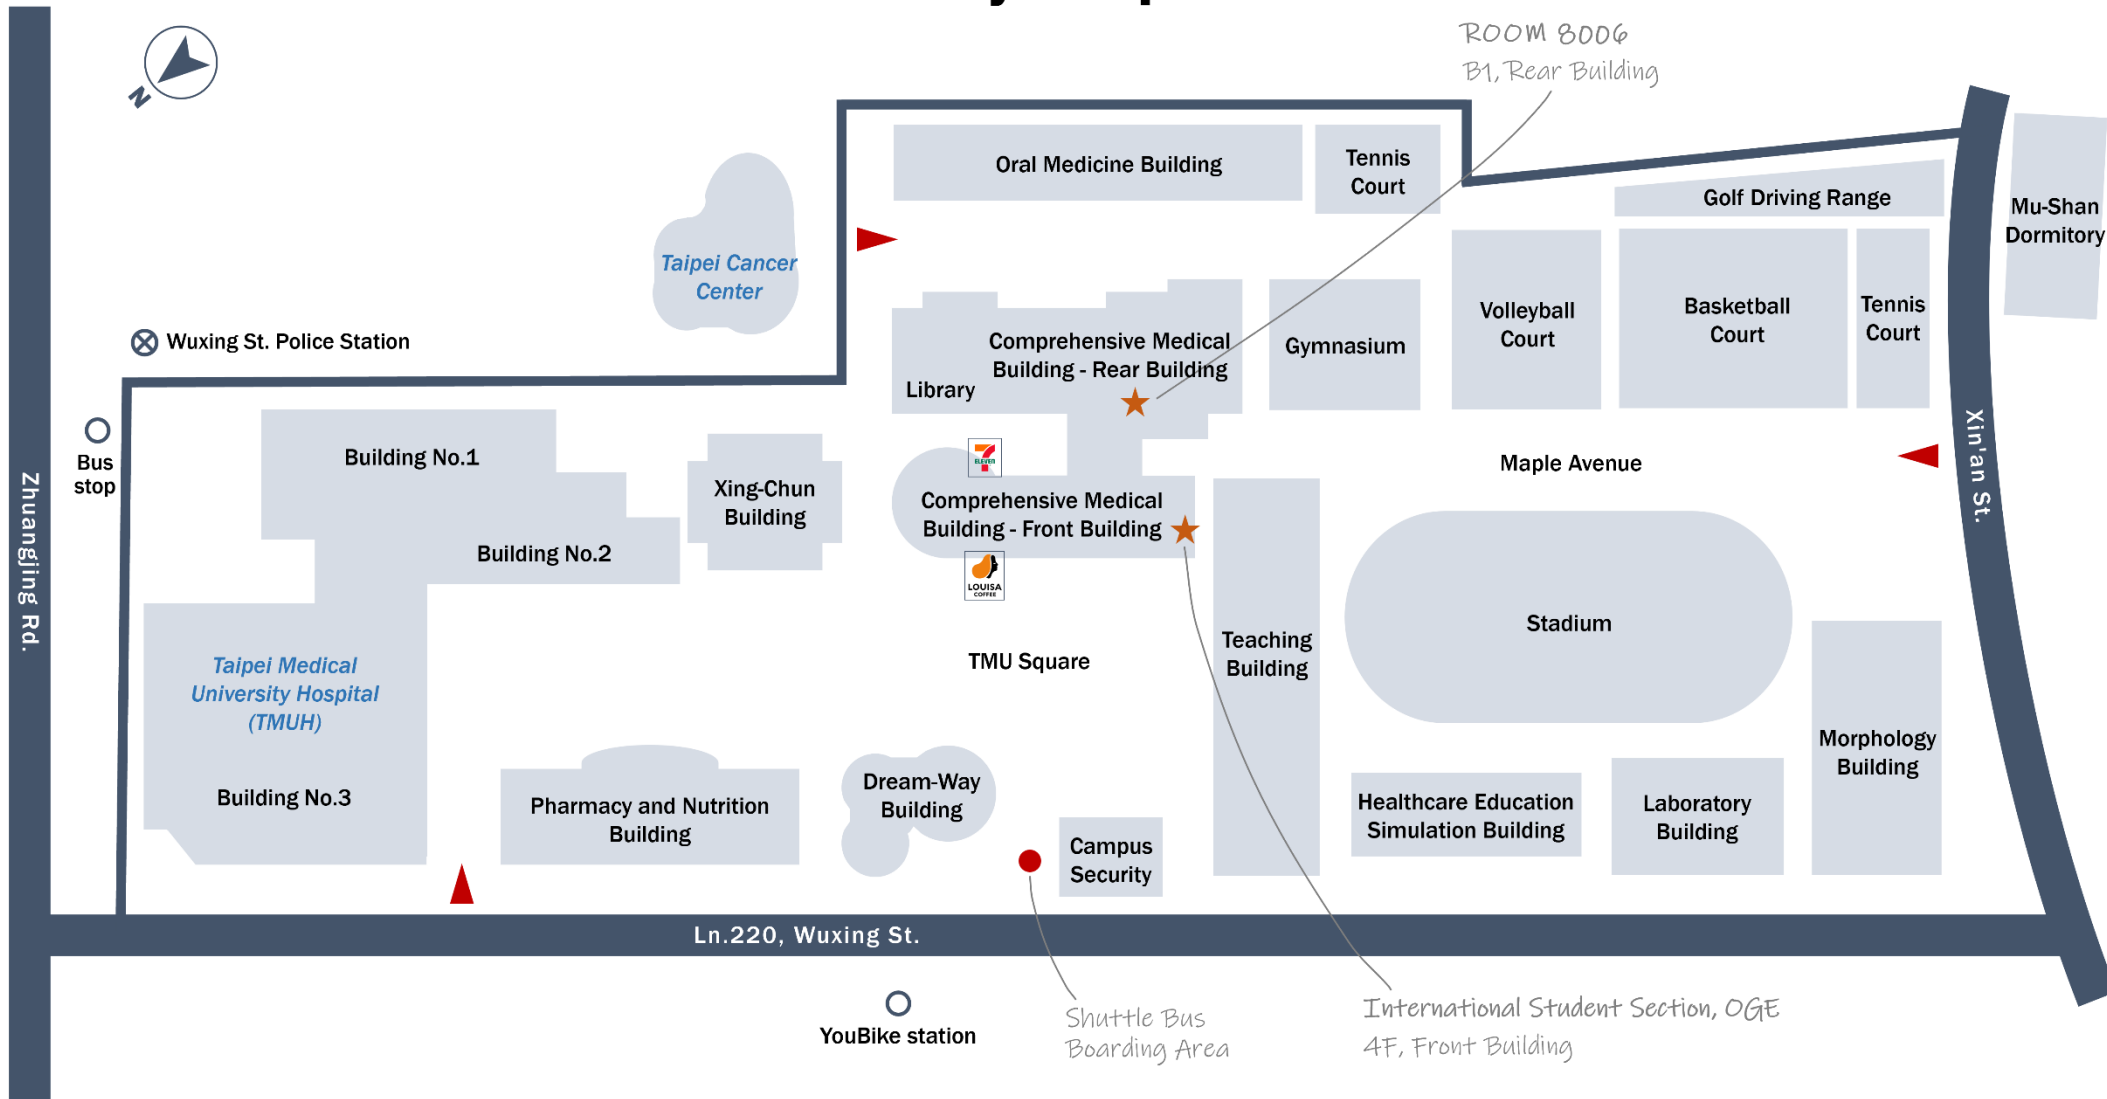 ROOM 8006
B1, Rear Building
N
Oral Medicine Building
Tennis
Court
Golf Driving Range
Mu-Shan
Dormitory
Taipei Cancer
Center
Wuxing St. Police Station
Comprehensive Medical
Building - Rear Building
Library
Gymnasium
Volleyball
Court
Basketball
Court
Tennis
Court
Bus
stop
Building No.1
Xing-Chun
Building
7
ELEVEN
Comprehensive Medical
Building - Front Building
Maple Avenue
Xin'an St.
Zhuangjing Rd.
Building No.2
LOUISA
COFFEE
TMU Square
Teaching
Building
Stadium
Taipei Medical
University Hospital
(TMUH)
Building No.3
Pharmacy and Nutrition
Building
Dream-Way
Building
Campus
Security
Healthcare Education
Simulation Building
Laboratory
Building
Morphology
Building
Ln.220, Wuxing St.
YouBike station
Shuttle Bus
Boarding Area
International Student Section, OGE
4F, Front Building